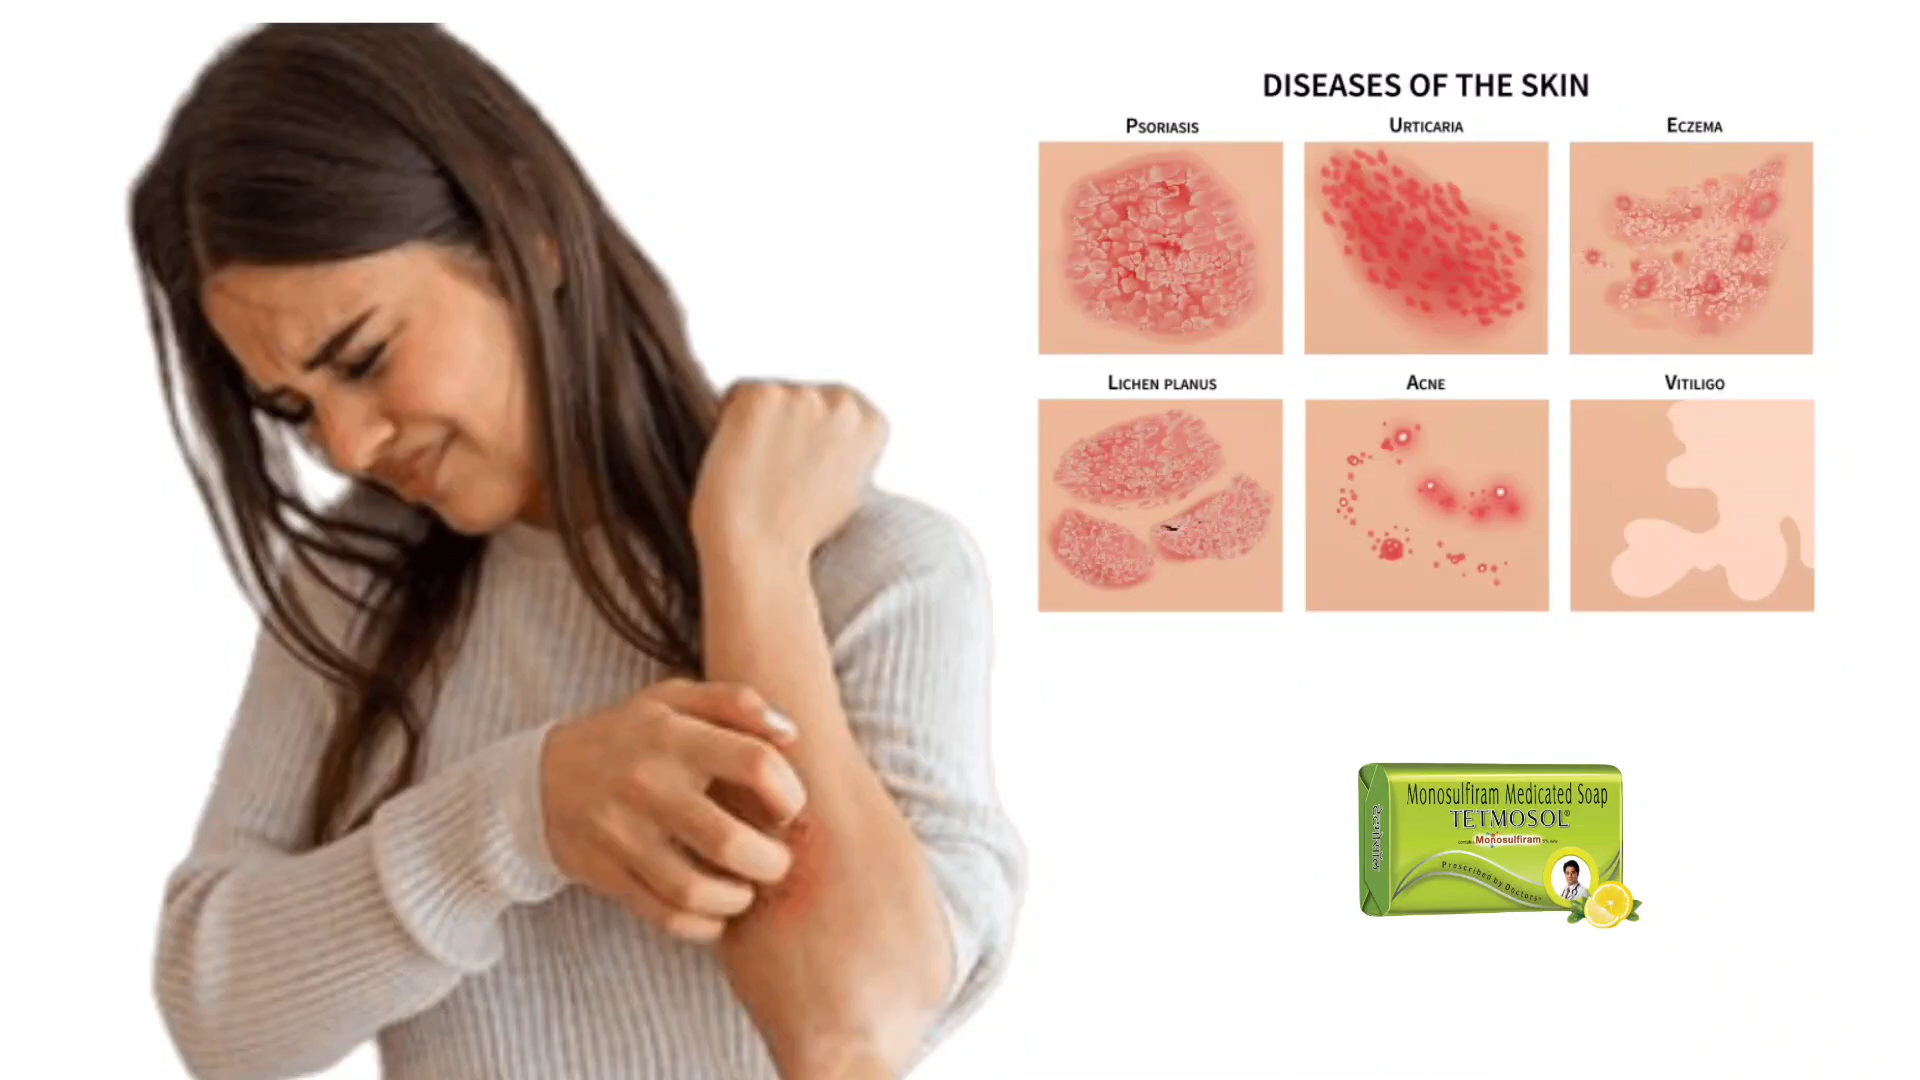 DISEASES OF THE SKIN
PSORIASIS
URTICARIA
ECZEMA
LICHEN PLANUS
ACNE
VITILIGO
Monosulfiram Medicated Soap
TETMOSOL®
Monosulfiram
Prescribed by Doctors*